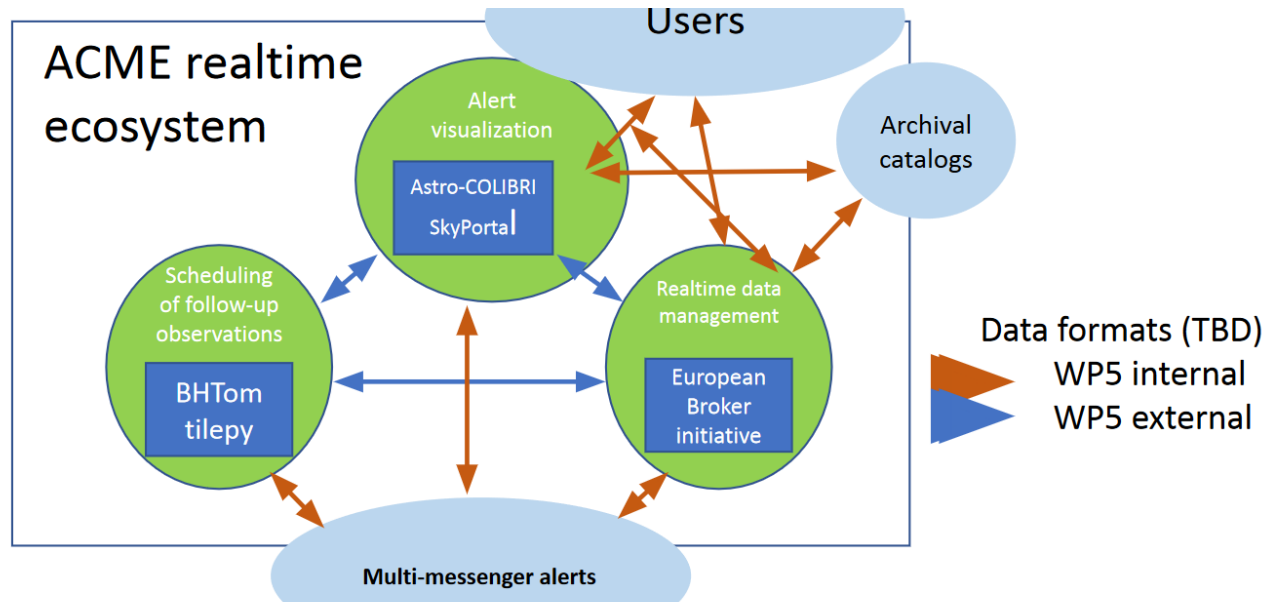 Users
ACME realtime
ecosystem
Alert
visualization
Astro-COLIBRI
SkyPortal
Archival
catalogs
Scheduling
of follow-up
observations
BHTom
tilepy
Realtime data
management
European
Broker
initiative
Data formats (TBD)
WP5 internal
WP5 external
Multi-messenger alerts